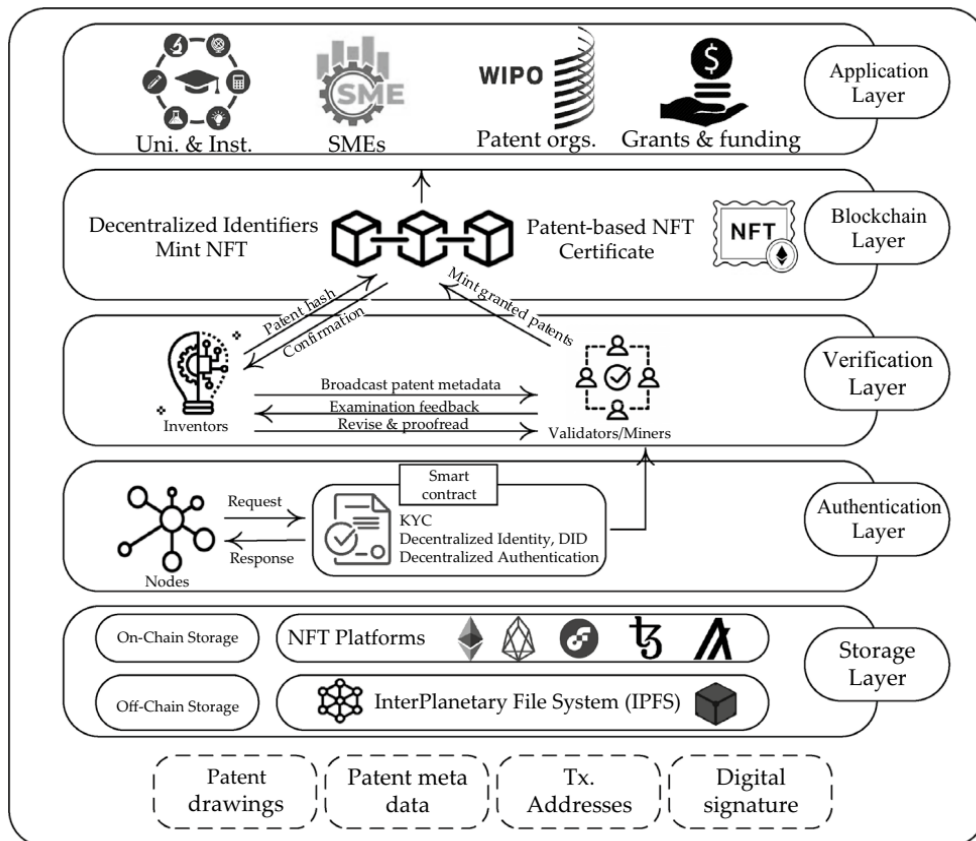 WIPO
SME
$
Uni. & Inst.
SMEs
Patent orgs.
Grants & funding
Application
Layer
Decentralized Identifiers
Mint NFT
Patent-based NFT
Certificate
NFT
Blockchain
Layer
Patent hash
Confirmation
Mint granted patents
Verification
Layer
Broadcast patent metadata
Examination feedback
Revise & proofread
Inventors
Validators/Miners
Smart
contract
Request
Response
Nodes
KYC
Decentralized Identity, DID
Decentralized Authentication
Authentication
Layer
On-Chain Storage
NFT Platforms
Storage
Layer
Off-Chain Storage
InterPlanetary File System (IPFS)
Patent
drawings
Patent meta
data
Tx.
Addresses
Digital
signature